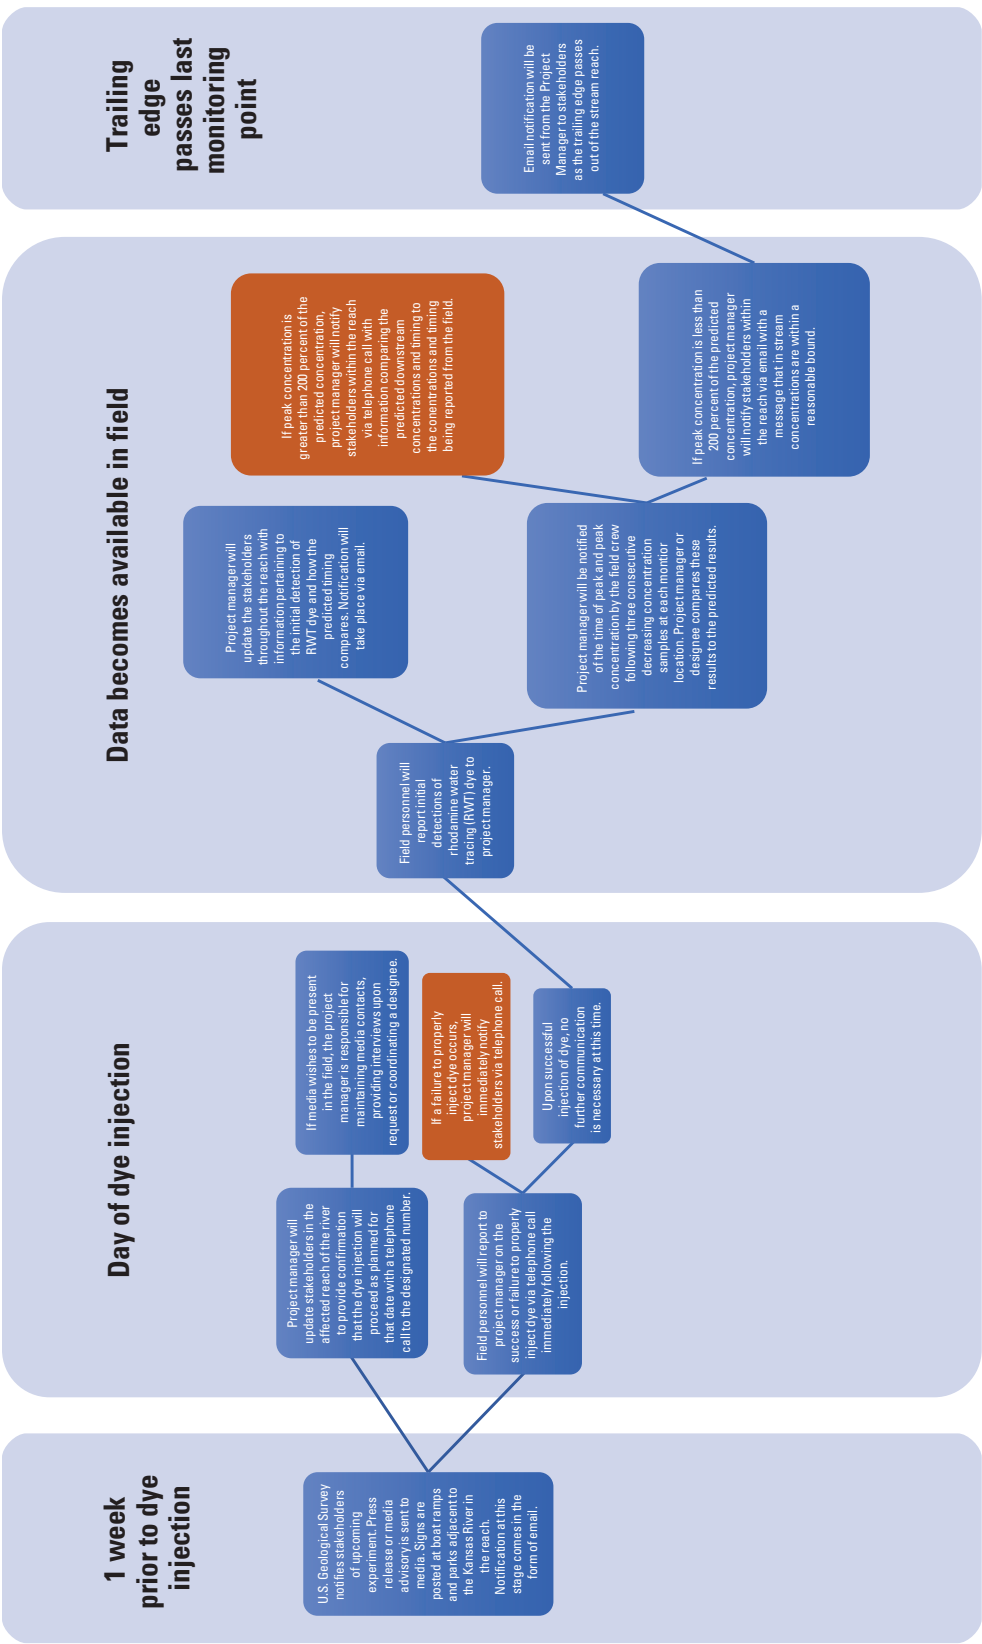 1 week
prior to dye
injection
U.S. Geological Survey
notifies stakeholders
of upcoming
experiment. Press
release or media
advisory is sent to
media. Signs are
posted at boat ramps
and parks adjacent to
the Kansas River in
the reach.
Notification at this
stage comes in the
form of email.
Day of dye injection
Project manager will
update stakeholders in the
affected reach of the river
to provide confirmation
that the dye injection will
proceed as planned for
that date with a telephone
call to the designated number.
If media wishes to be present
in the field, the project
manager is responsible for
maintaining media contacts,
providing interviews upon
request or coordinating a designee.
Field personnel will report to
project manager on the
success or failure to properly
inject dye via telephone call
immediately following the
injection.
If a failure to properly
inject dye occurs,
project manager will
immediately notify
stakeholders via telephone call.
Upon successful
injection of dye, no
further communication
is necessary at this time.
Data becomes available in field
Field personnel will
report initial
detections of
rhodamine water
tracing (RWT) dye to
project manager.
Project manager will
update the stakeholders
throughout the reach with
information pertaining to
the initial detection of
RWT dye and how the
predicted timing
compares. Notification will
take place via email.
Project manager will be notified
of the time of peak and peak
concentration by the field crew
following three consecutive
decreasing concentration
samples at each montior
location. Project manager or
designee compares these
results to the predicted results.
If peak concentration is
greater than 200 percent of the
predicted concentration,
project manager will notify
stakeholders within the reach
via telephone call with
information comparing the
predicted downstream
concentrations and timing to
the conentrations and timing
being reported from the field.
If peak concentration is less than
200 percent of the predicted
concentration, project manager
will notify stakeholders within
the reach via email with a
message that in stream
concentrations are within a
reasonable bound.
Trailing
edge
passes last
monitoring
point
Email notification will be
sent from the Project
Manager to stakeholders
as the trailing edge passes
out of the stream reach.